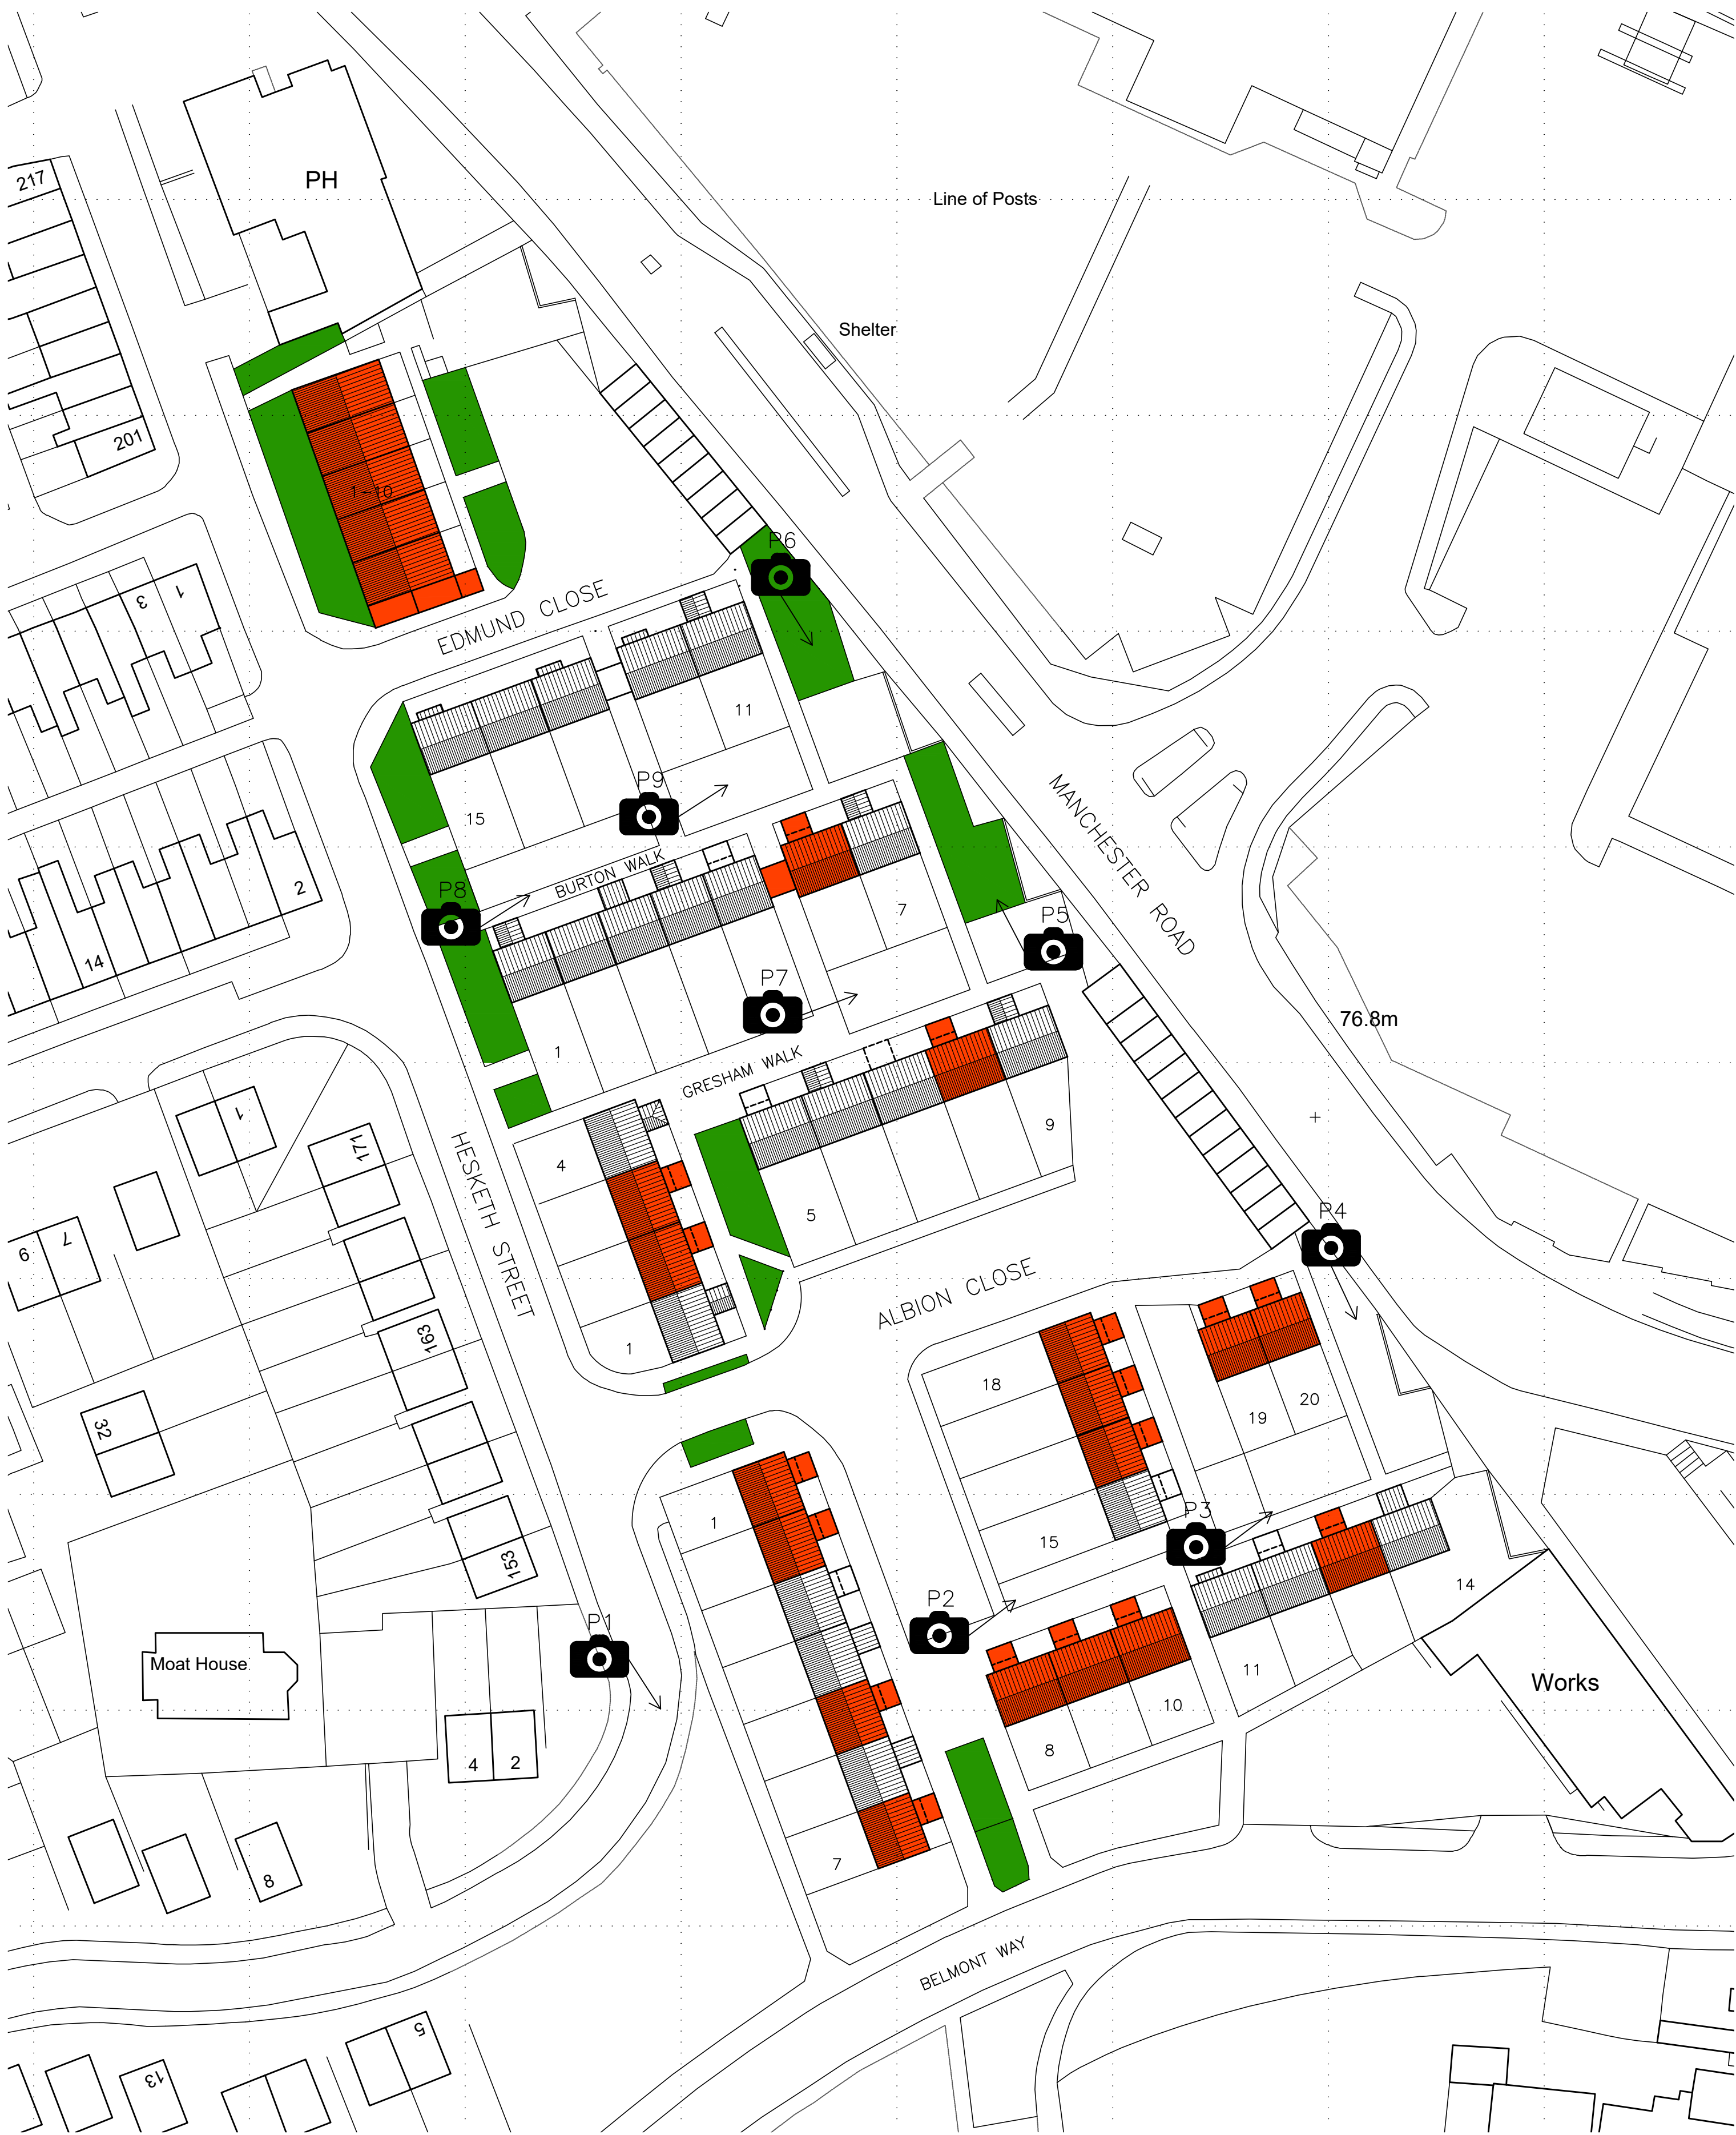 217
PH
Line of Posts
Shelter
201
1-10
P6
EDMUND CLOSE
3
1
11
P9
15
MANCHESTER ROAD
BURTON WALK
P8
2
14
7
P5
P7
76.8m
1
GRESHAM WALK
1
171
4
9
HESKETH STREET
5
P4
9
7
ALBION CLOSE
163
1
18
20
19
32
1
P3
15
153
14
P2
P1
Moat House
11
Works
10
8
4
2
7
8
BELMONT WAY
5
13